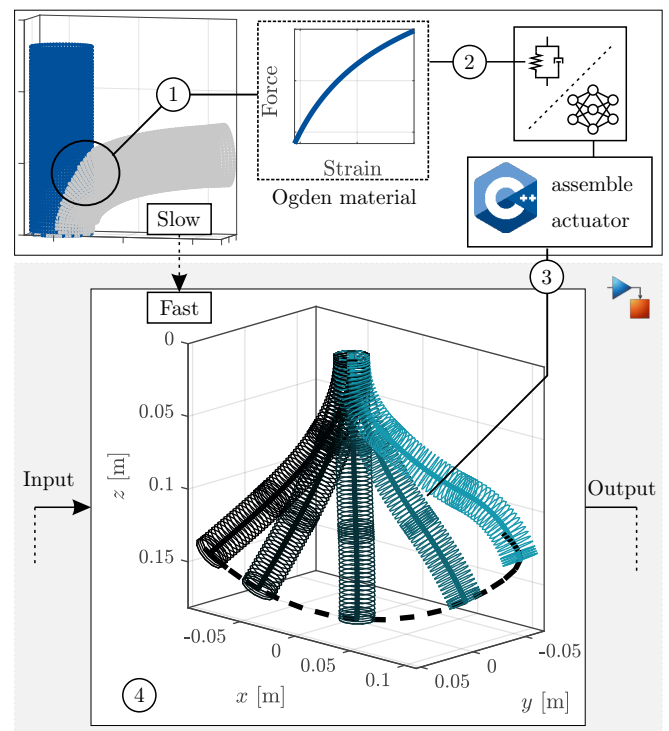 1
Force
Strain
Ogden material
2
C++
assemble
actuator
Slow
3
Fast
Input
Output
0
0.05
0.1
0.15
z [m]
-0.05
0
0.05
0.1
x [m]
0.05
0
-0.05
y [m]
4